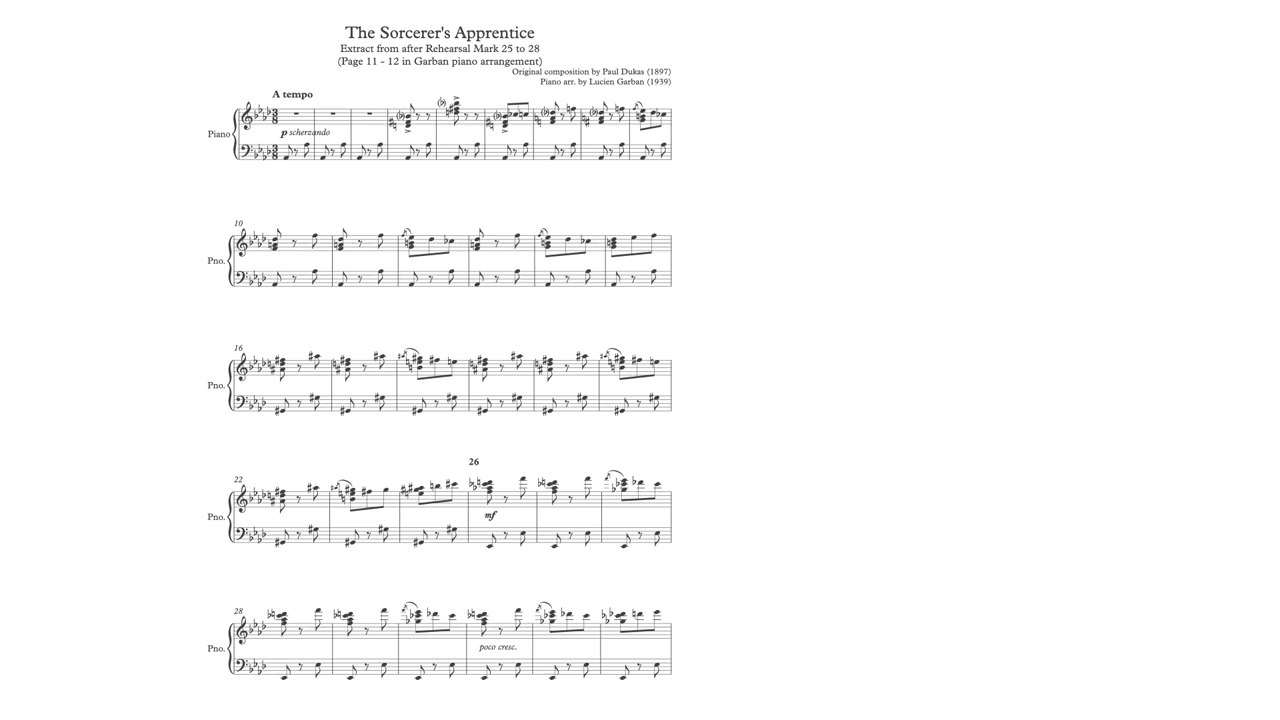 The Sorcerer's Apprentice
Extract from after Rehearsal Mark 25 to 28
(Page 11 - 12 in Garban piano arrangement)
Original composition by Paul Dukas (1897)
Piano arr. by Lucien Garban (1939)
A tempo
Piano
p scherzando
10
Pno.
16
Pno.
26
22
Pno.
mf
28
Pno.
poco cresc.